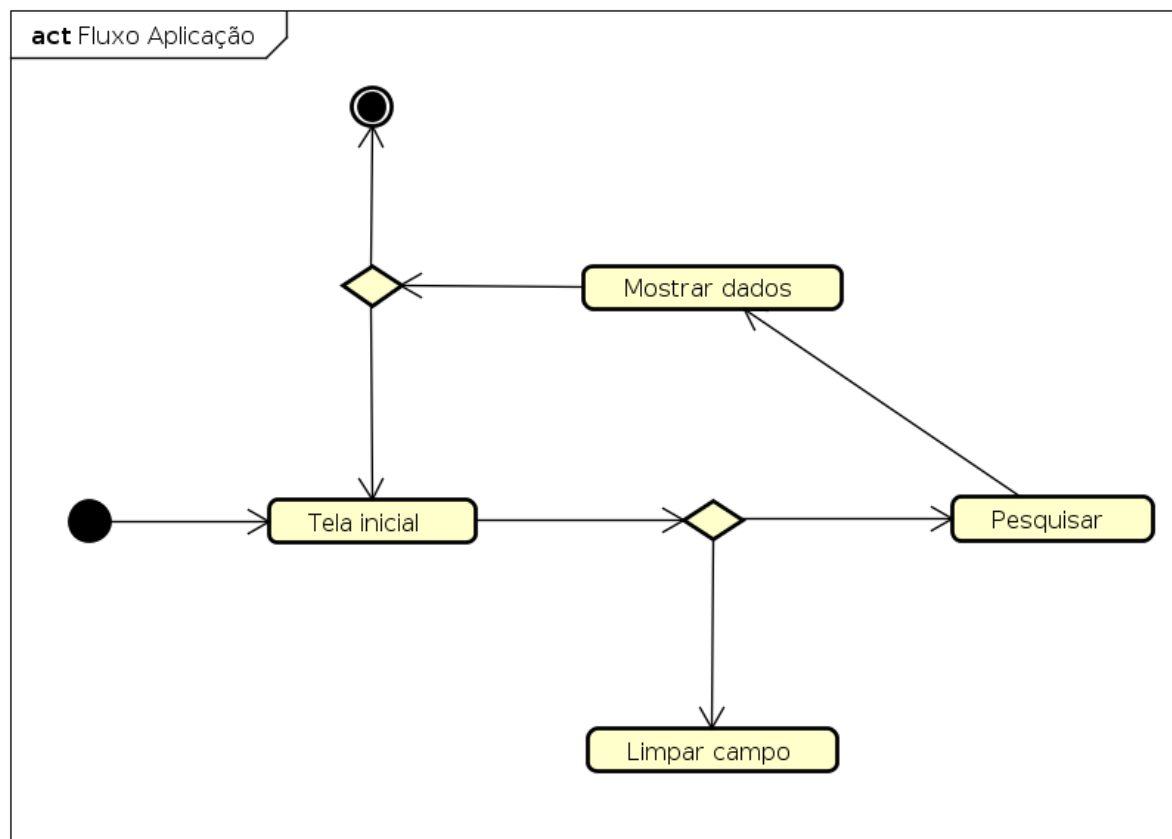 act Fluxo Aplicação
Mostrar dados
Tela inicial
Pesquisar
Limpar campo